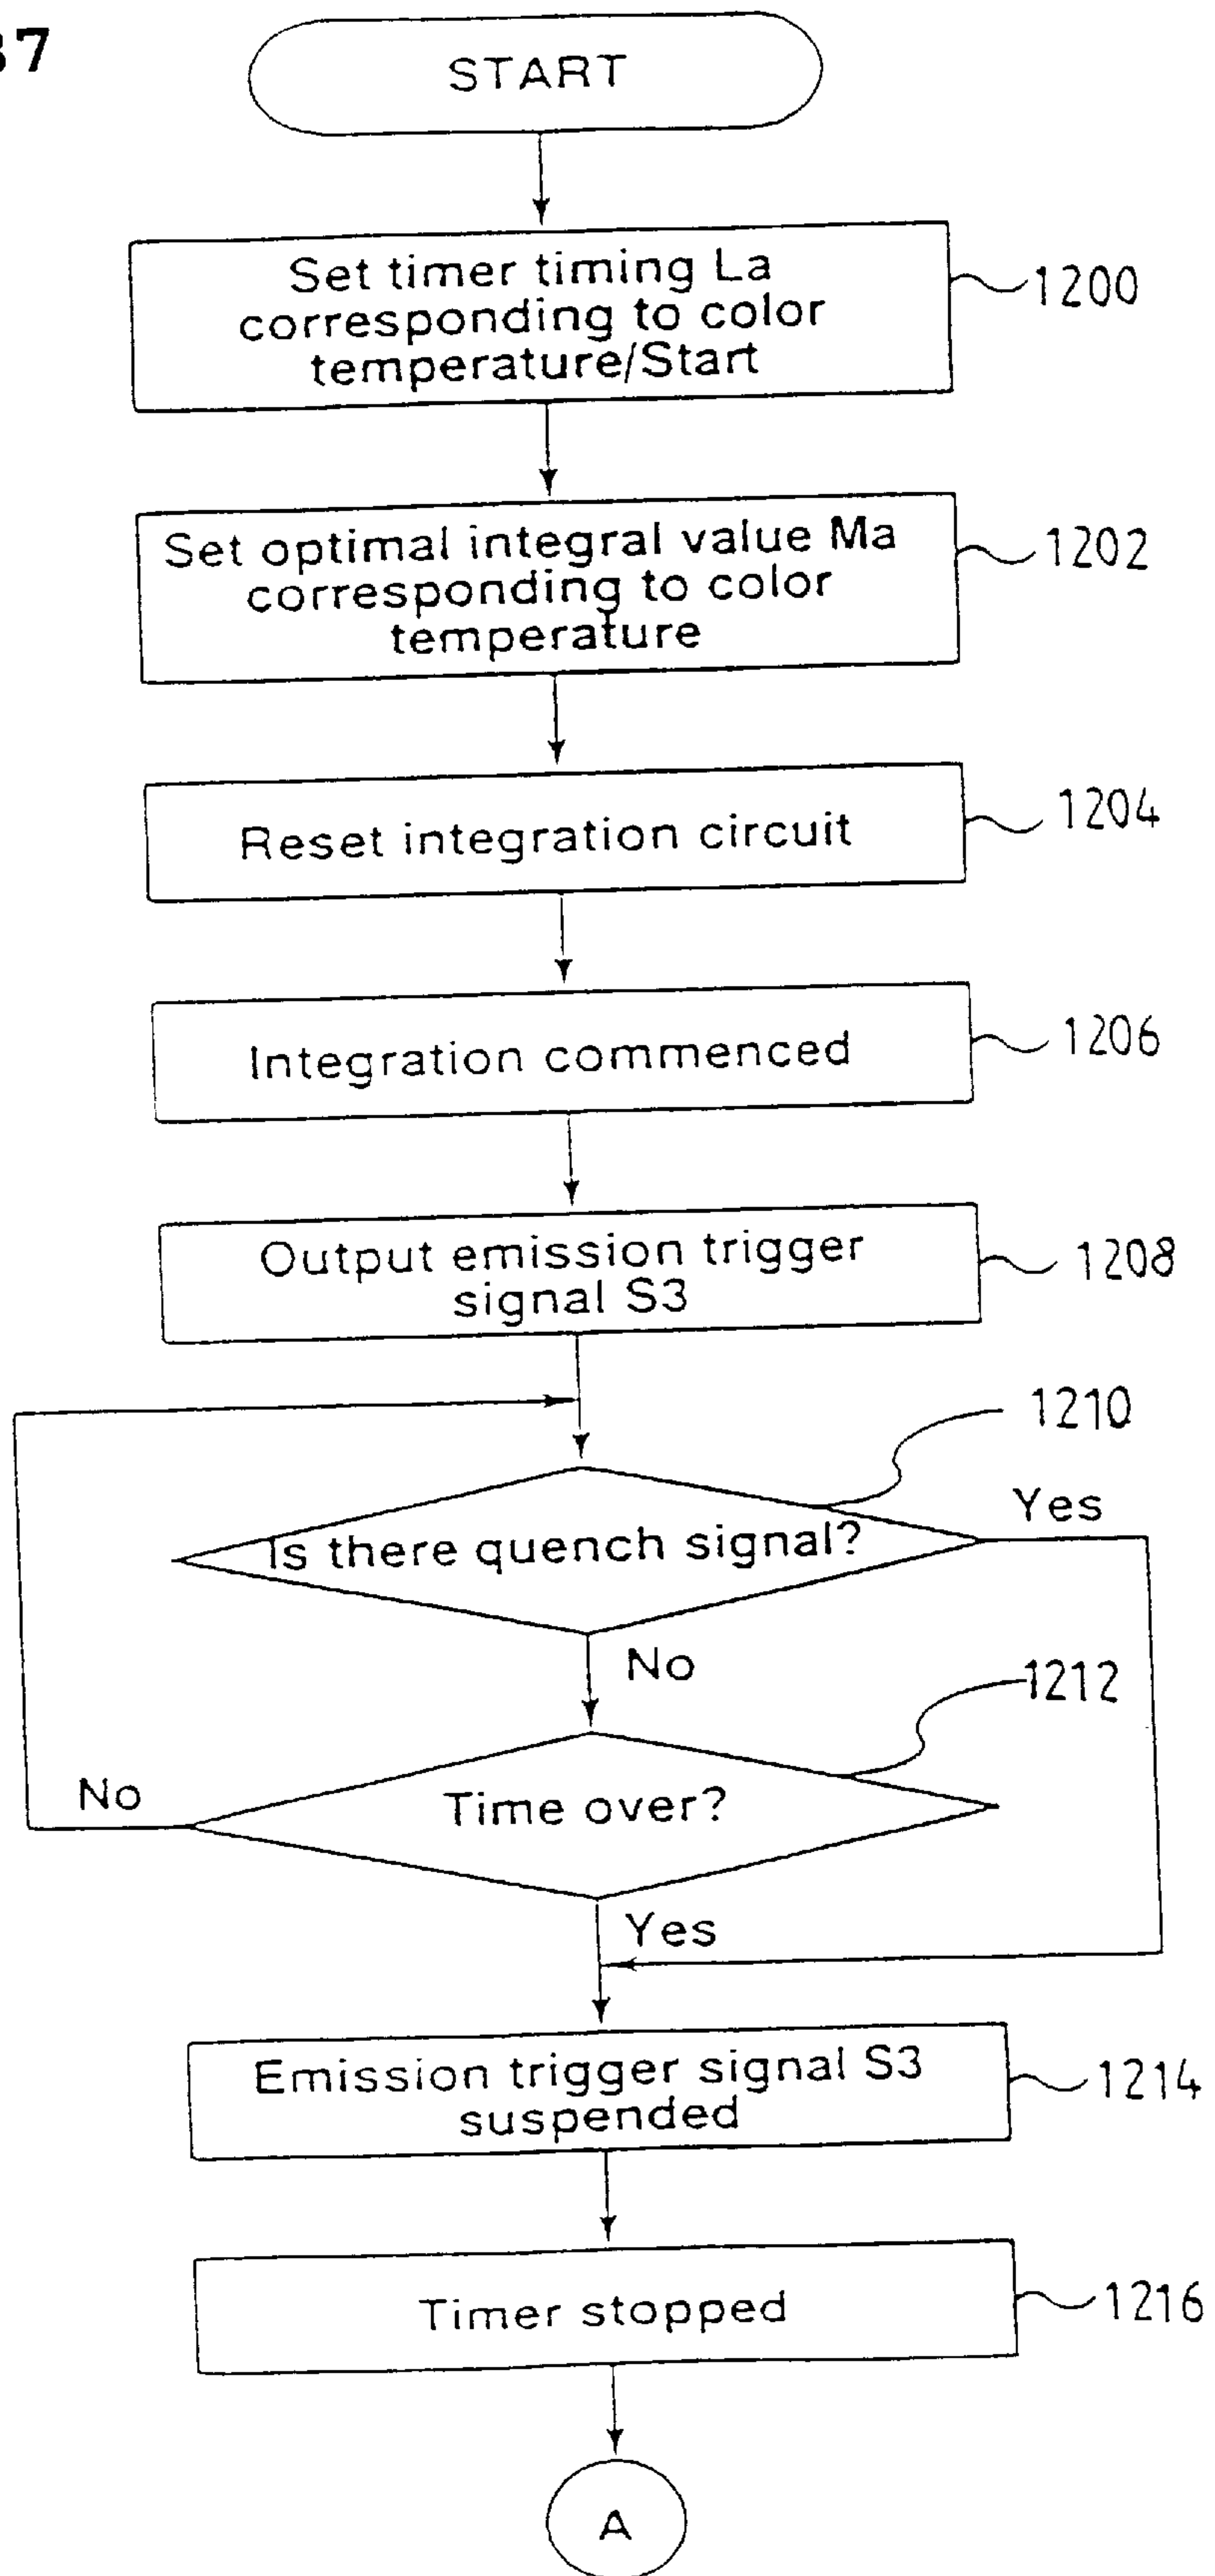 37
START
Set timer timing La
corresponding to color
temperature/Start
1200
Set optimal integral value Ma
corresponding to color
temperature
1202
Reset integration circuit
1204
Integration commenced
1206
Output emission trigger
signal S3
1208
1210
Is there quench signal?
Yes
No
1212
Time over?
No
Yes
Emission trigger signal S3
suspended
1214
Timer stopped
1216
A